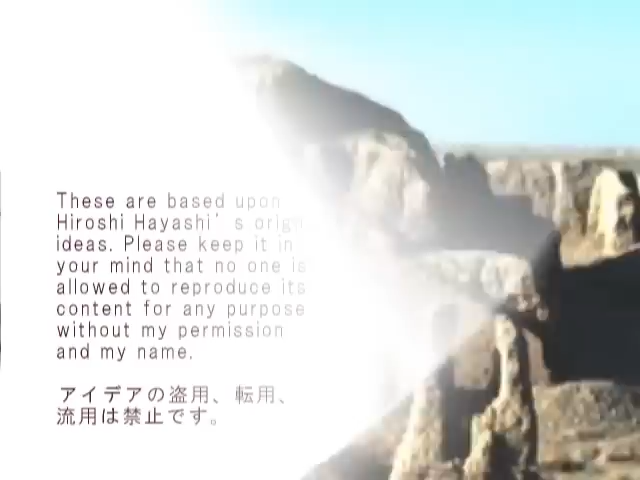 These are based upon
Hiroshi Hayashi's orig
ideas. Please keep it in
your mind that no one is
allowed to reproduce its
content for any purpose
without my permission
and my name.
アイデアの盗用、転用、
流用は禁止です。